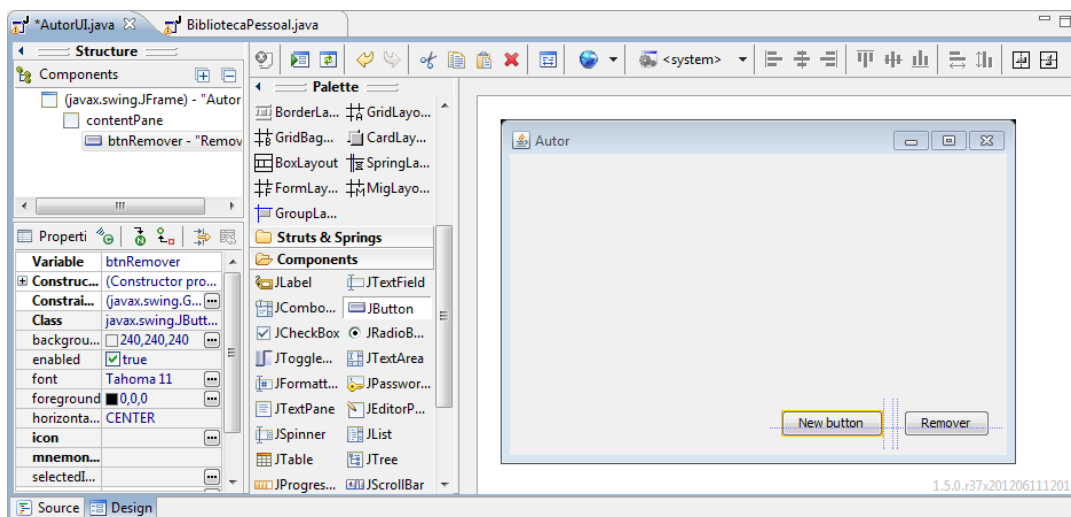 *AutorUI.java BibliotecaPessoal.java
Structure
Components
(javax.swing.JFrame) - "Autor
contentPane
btnRemover - "Remov
Properti
Variable btnRemover
Construc... (Constructor pro...
Constrai... (javax.swing.G...
Class javax.swing.JButt...
backgrou... 240,240,240
enabled true
font Tahoma 11
foreground 0,0,0
horizonta... CENTER
icon
mnemon...
selectedI...
Source Design
<system>
Palette
BorderLa... GridLayo...
GridBag... CardLay...
BoxLayout SpringLa...
FormLay... MigLayo...
GroupLa...
Struts & Springs
Components
JLabel JTextField
JCombo... JButton
JCheckBox JRadioB...
JToggle... JTextArea
JFormatt... JPasswor...
JTextPane JEditorP...
JSpinner JList
JTable JTree
JProgres... JScrollBar
Autor
New button Remover
1.5.0.r37x201206111201